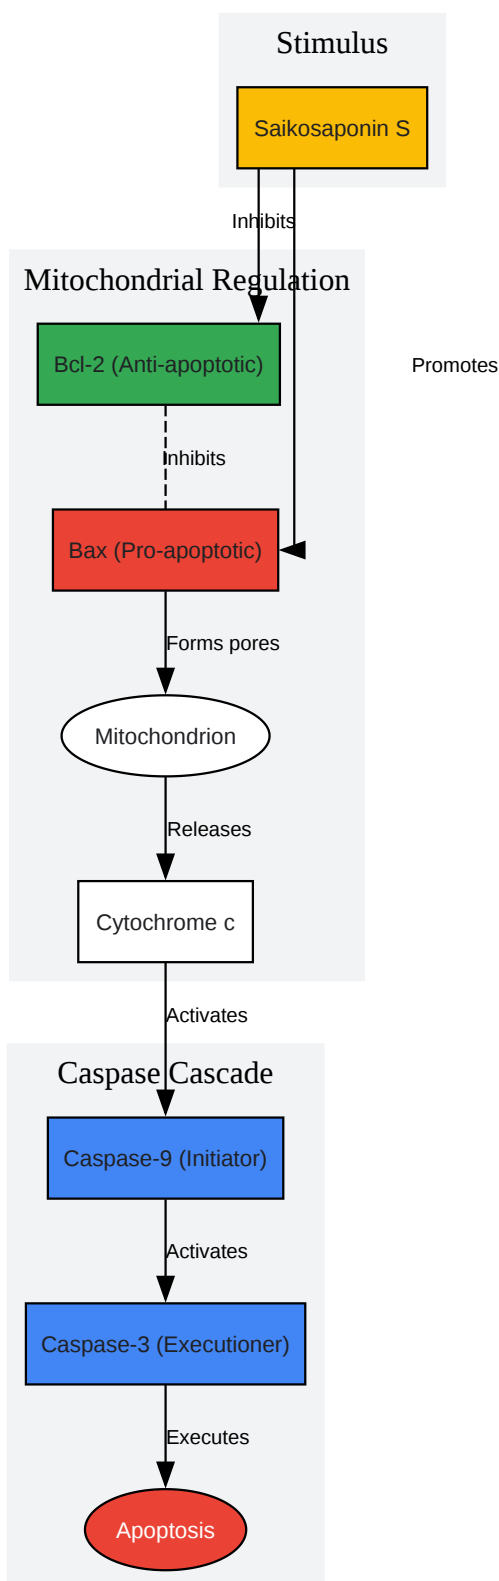 Stimulus
Saikosaponin S
Inhibits
Mitochondrial Regulation
Bcl-2 (Anti-apoptotic)
Promotes
Inhibits
Bax (Pro-apoptotic)
Forms pores
Mitochondrion
Releases
Cytochrome c
Activates
Caspase Cascade
Caspase-9 (Initiator)
Activates
Caspase-3 (Executioner)
Executes
Apoptosis